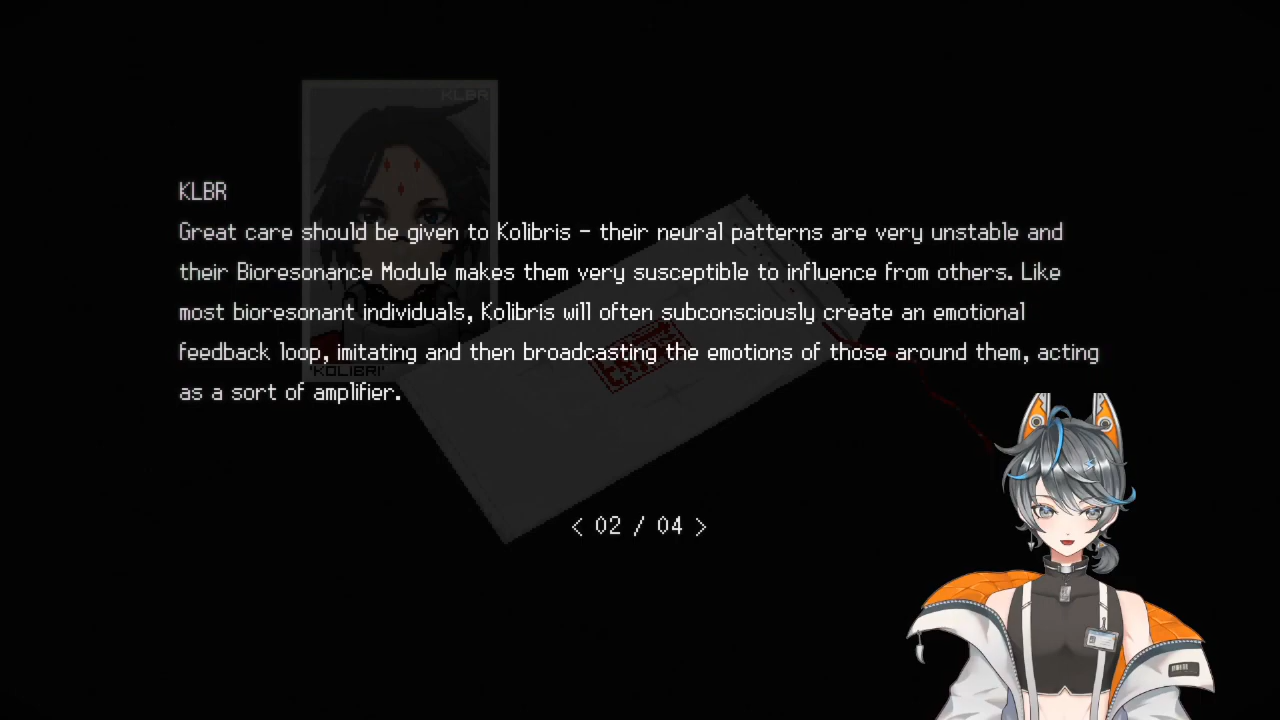 KLBR
KLBR
Great care should be given to Kolibris - their neural patterns are very unstable and
their Bioresonance Module makes them very susceptible to influence from others. Like
most bioresonant individuals, Kolibris will often subconsciously create an emotional
feedback loop, imitating and then broadcasting the emotions of those around them, acting
'KOLIBRI'
as a sort of amplifier.
< 02 / 04 >